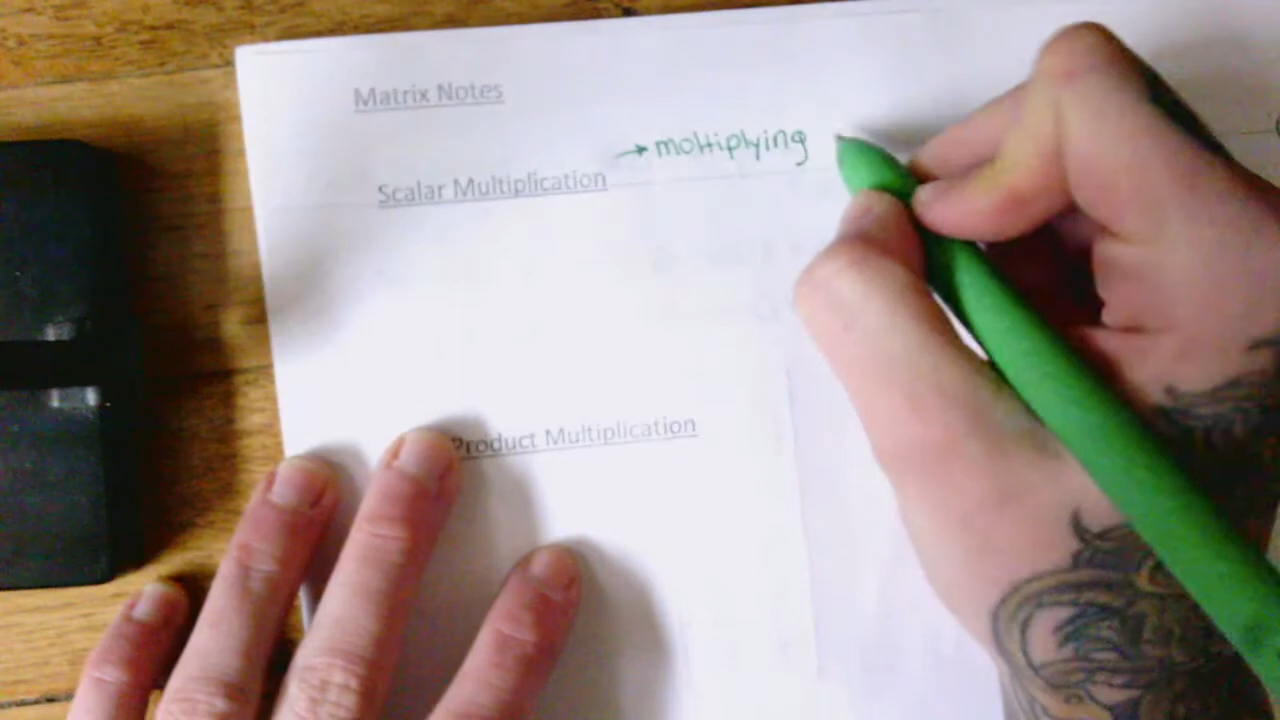 Matrix Notes
→ moltiplying
Scalar Multiplication
Product Multiplication